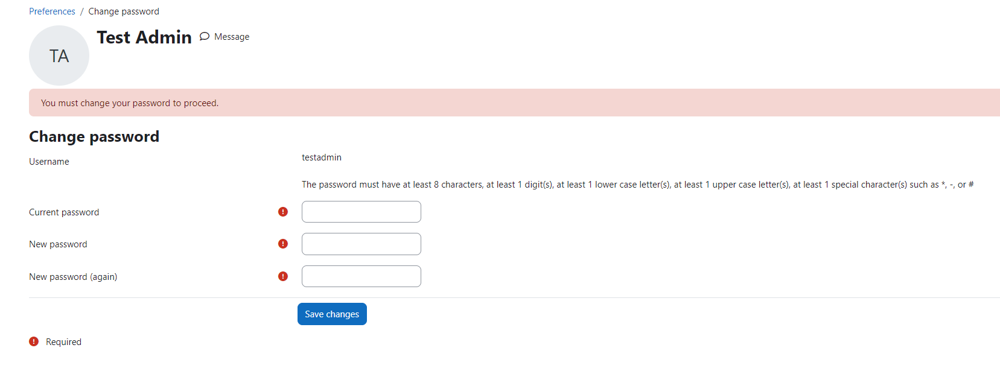 Preferences / Change password
TA
Test Admin Message
You must change your password to proceed.
Change password
Username testadmin
The password must have at least 8 characters, at least 1 digit(s), at least 1 lower case letter(s), at least 1 upper case letter(s), at least 1 special character(s) such as *, -, or #
Current password
New password
New password (again)
Save changes
Required